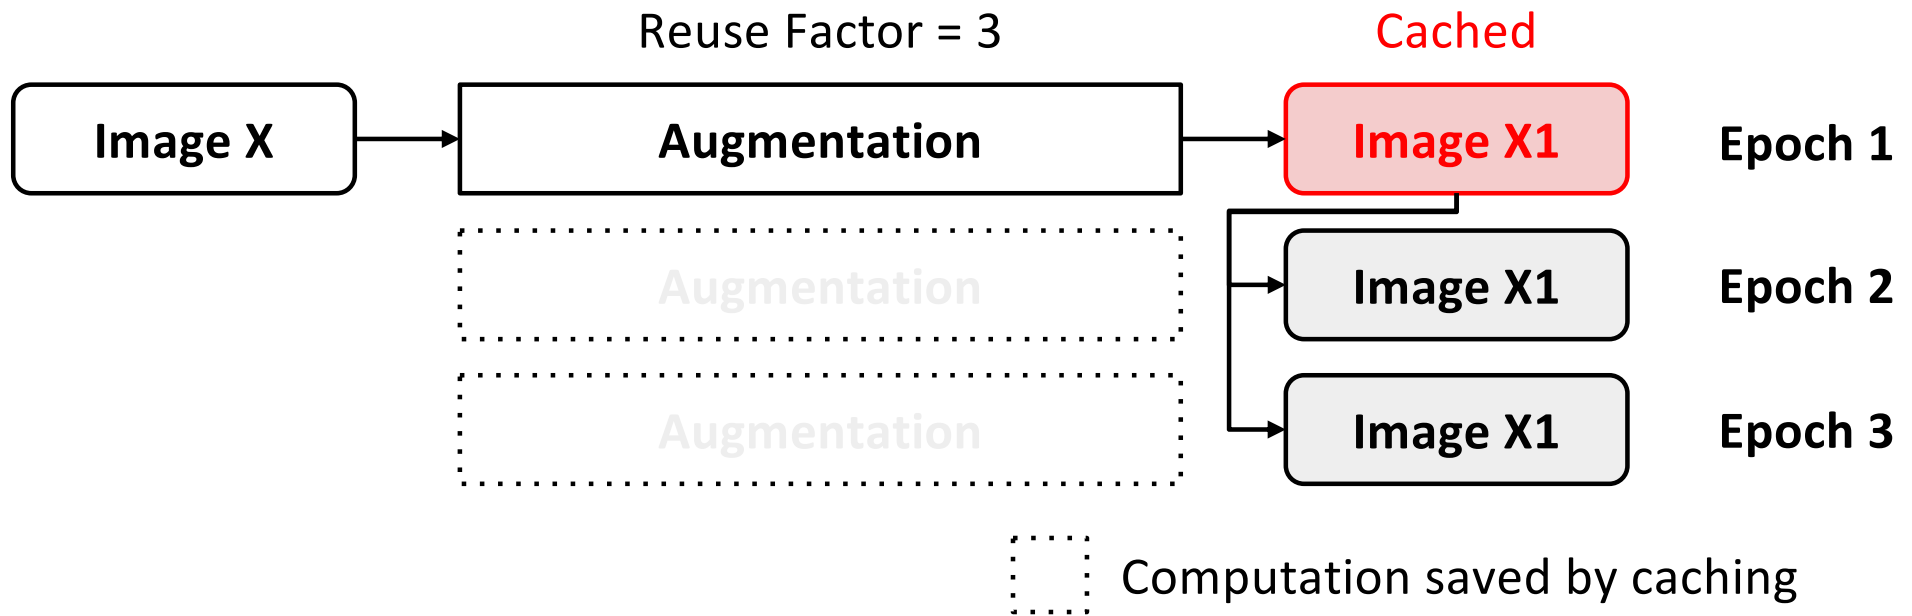 Reuse Factor = 3
Cached
Image X
Augmentation
Image X1
Epoch 1
Augmentation
Image X1
Epoch 2
Augmentation
Image X1
Epoch 3
Computation saved by caching